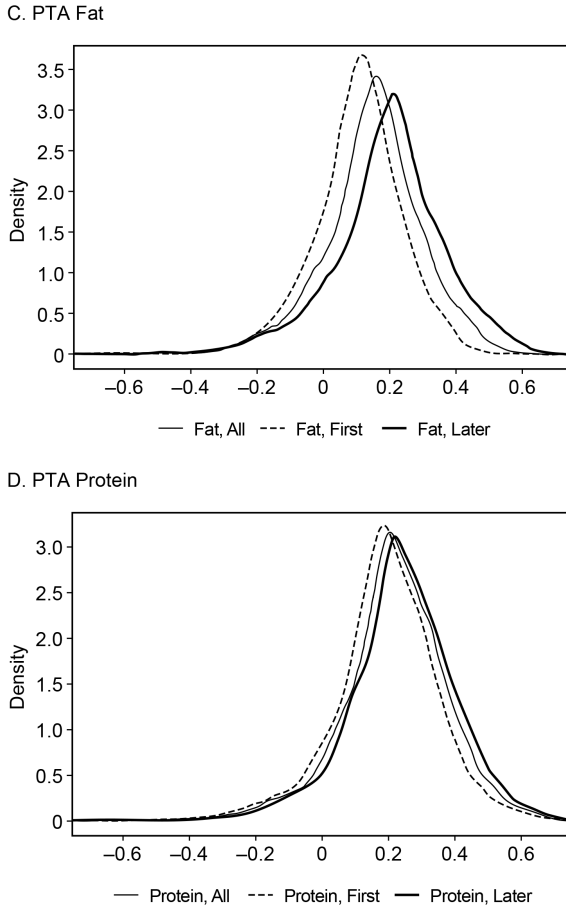 C. PTA Fat
3.5
3.0
2.5
2.0
1.5
1.0
0.5
0
Density
–0.6 –0.4 –0.2 0 0.2 0.4 0.6
Fat, All Fat, First Fat, Later
D. PTA Protein
3.0
2.5
2.0
1.5
1.0
0.5
0
Density
–0.6 –0.4 –0.2 0 0.2 0.4 0.6
Protein, All Protein, First Protein, Later